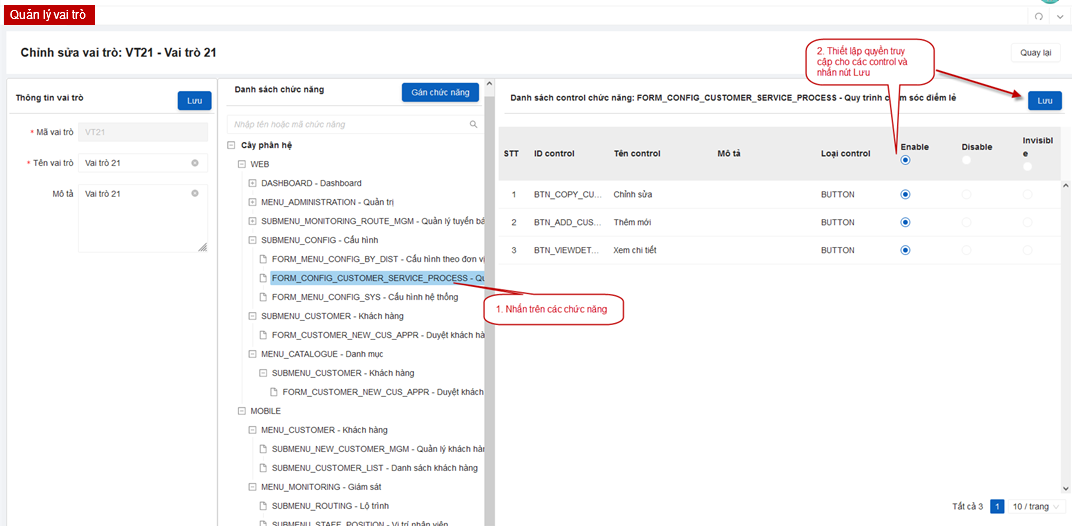 Quản lý vai trò
Chỉnh sửa vai trò: VT21 - Vai trò 21
Quay lại
Thông tin vai trò
Lưu
* Mã vai trò
VT21
* Tên vai trò
Vai trò 21
Mô tả
Vai trò 21
Danh sách chức năng
Gán chức năng
Nhập tên hoặc mã chức năng
Cây phân hệ
WEB
DASHBOARD - Dashboard
MENU_ADMINISTRATION - Quản trị
SUBMENU_MONITORING_ROUTE_MGM - Quản lý tuyến bá
SUBMENU_CONFIG - Cấu hình
FORM_MENU_CONFIG_BY_DIST - Cấu hình theo đơn vị
FORM_CONFIG_CUSTOMER_SERVICE_PROCESS - Qu
FORM_MENU_CONFIG_SYS - Cấu hình hệ thống
SUBMENU_CUSTOMER - Khách hàng
FORM_CUSTOMER_NEW_CUS_APPR - Duyệt khách hà
MENU_CATALOGUE - Danh mục
SUBMENU_CUSTOMER - Khách hàng
FORM_CUSTOMER_NEW_CUS_APPR - Duyệt khách
MOBILE
MENU_CUSTOMER - Khách hàng
SUBMENU_NEW_CUSTOMER_MGM - Quản lý khách hàn
SUBMENU_CUSTOMER_LIST - Danh sách khách hàng
MENU_MONITORING - Giám sát
SUBMENU_ROUTING - Lộ trình
SUBMENU_STAFF_POSITION - Vị trí nhân viên
1. Nhấn trên các chức năng
2. Thiết lập quyền truy
cập cho các control và
nhấn nút Lưu
Danh sách control chức năng: FORM_CONFIG_CUSTOMER_SERVICE_PROCESS - Quy trình chăm sóc điểm lẻ
Lưu
STT ID control Tên control Mô tả Loại control Enable Disable Invisible
1 BTN_COPY_CU... Chỉnh sửa BUTTON
2 BTN_ADD_CUS... Thêm mới BUTTON
3 BTN_VIEWDET... Xem chi tiết BUTTON
Tất cả 3 1 10 / trang